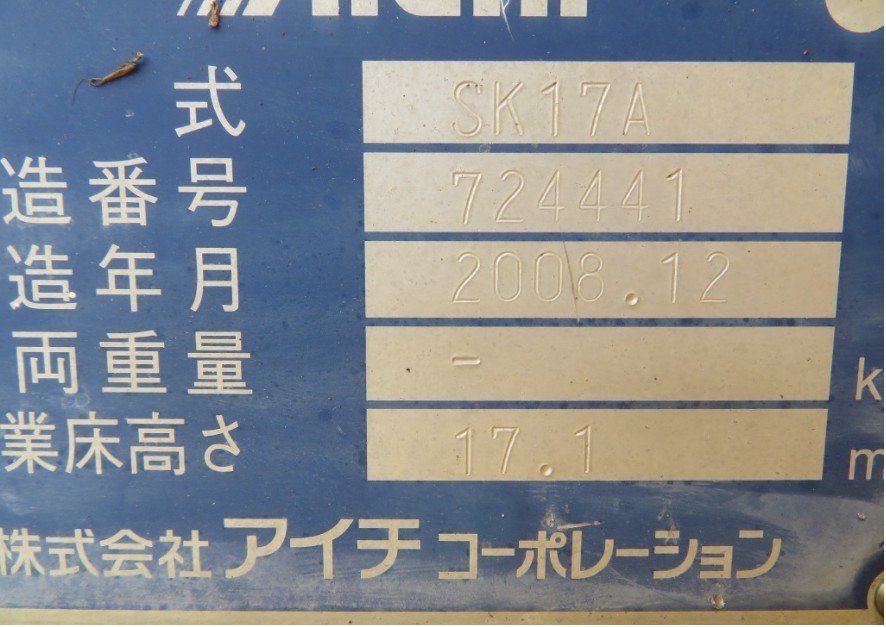 AICHI
式 SK17A
造番号 724441
造年月 2008.12
両重量 - k
業床高さ 17.1 m
株式会社 アイチ コーポレーション